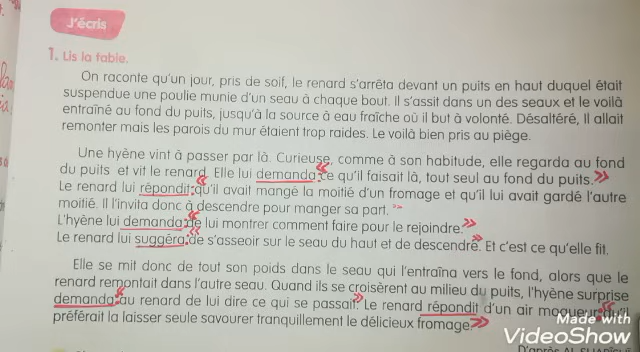 J'écris
1. Lis la fable.
On raconte qu'un jour, pris de soif, le renard s'arrêta devant un puits en haut duquel était
suspendue une poulie munie d'un seau à chaque bout. Il s'assit dans un des seaux et le voilà
entraîné au fond du puits, jusqu'à la source à eau fraîche où il but à volonté. Désaltéré, Il allait
remonter mais les parois du mur étaient trop raides. Le voilà bien pris au piège.
Une hyène vint à passer par là. Curieuse, comme à son habitude, elle regarda au fond
du puits et vit le renard. Elle lui demanda:«ce qu'il faisait là, tout seul au fond du puits.»
Le renard lui répondit:«qu'il avait mangé la moitié d'un fromage et qu'il lui avait gardé l'autre
moitié. Il l'invita donc à descendre pour manger sa part.»
L'hyène lui demanda:«de lui montrer comment faire pour le rejoindre.»
Le renard lui suggéra:«de s'asseoir sur le seau du haut et de descendre.» Et c'est ce qu'elle fit.
Elle se mit donc de tout son poids dans le seau qui l'entraîna vers le fond, alors que le
renard remontait dans l'autre seau. Quand ils se croisèrent au milieu du puits, l'hyène surprise
demanda:«au renard de lui dire ce qui se passait.» Le renard répondit d'un air moqueur:«qu'il
préférait la laisser seule savourer tranquillement le délicieux fromage.»
Made with
VideoShow
D'après